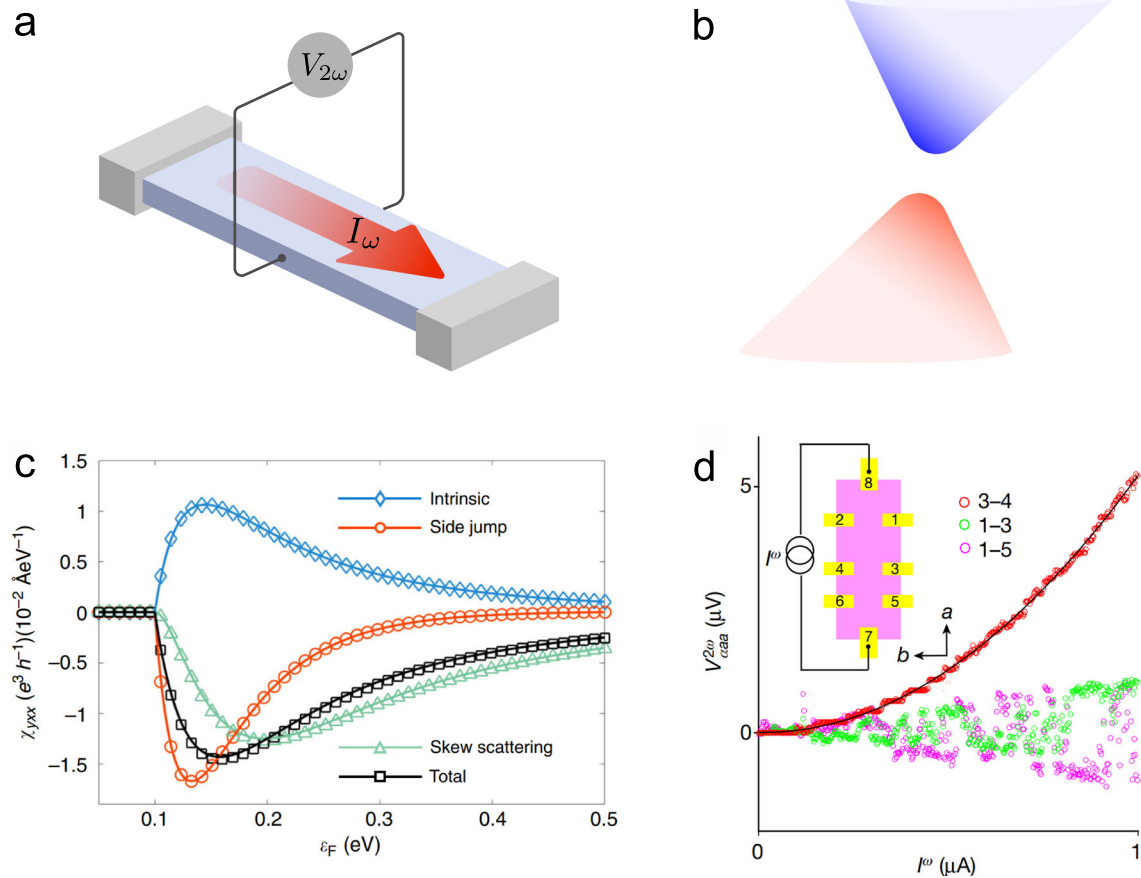 a
V₂ω
Iω
b
c
χyxx (e³ h⁻¹)(10⁻² ÅeV⁻¹)
1.5
1
0.5
0
−0.5
−1
−1.5
Intrinsic
Side jump
Skew scattering
Total
0.1
0.2
0.3
0.4
0.5
εF (eV)
d
V²ωαaa (μV)
5
0
Iω
8
2
1
4
3
6
5
7
a
b
3–4
1–3
1–5
0
1
Iω (μA)